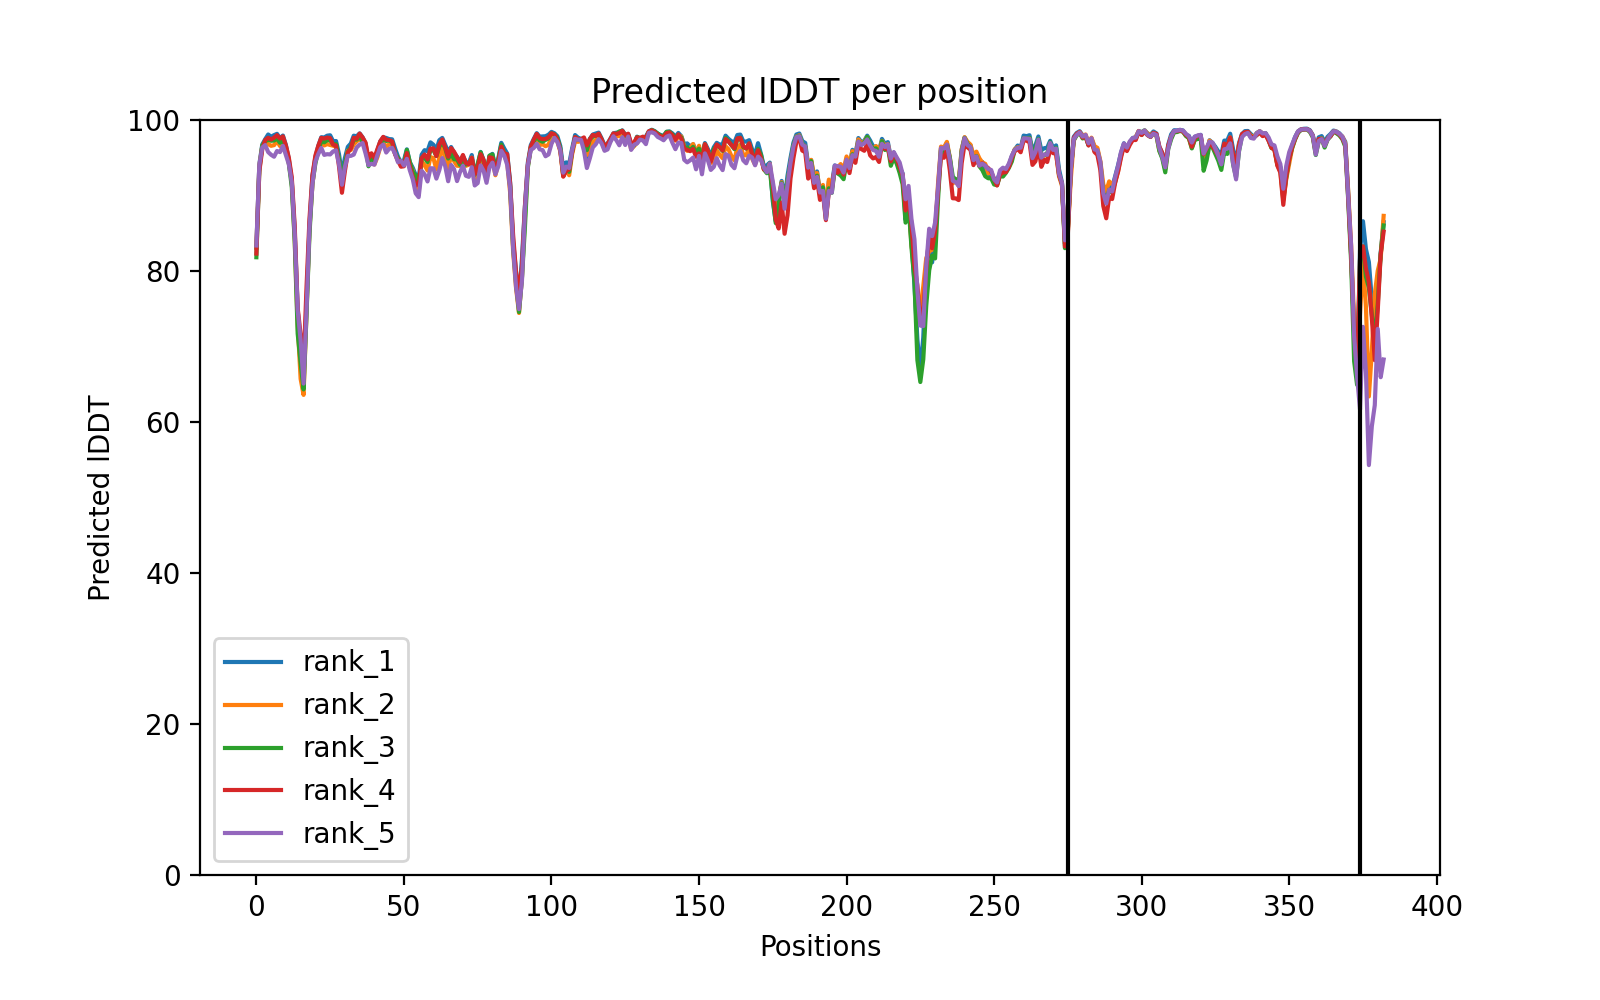 Predicted lDDT per position
Predicted lDDT
100
80
60
40
20
0
rank_1
rank_2
rank_3
rank_4
rank_5
0 50 100 150 200 250 300 350 400
Positions